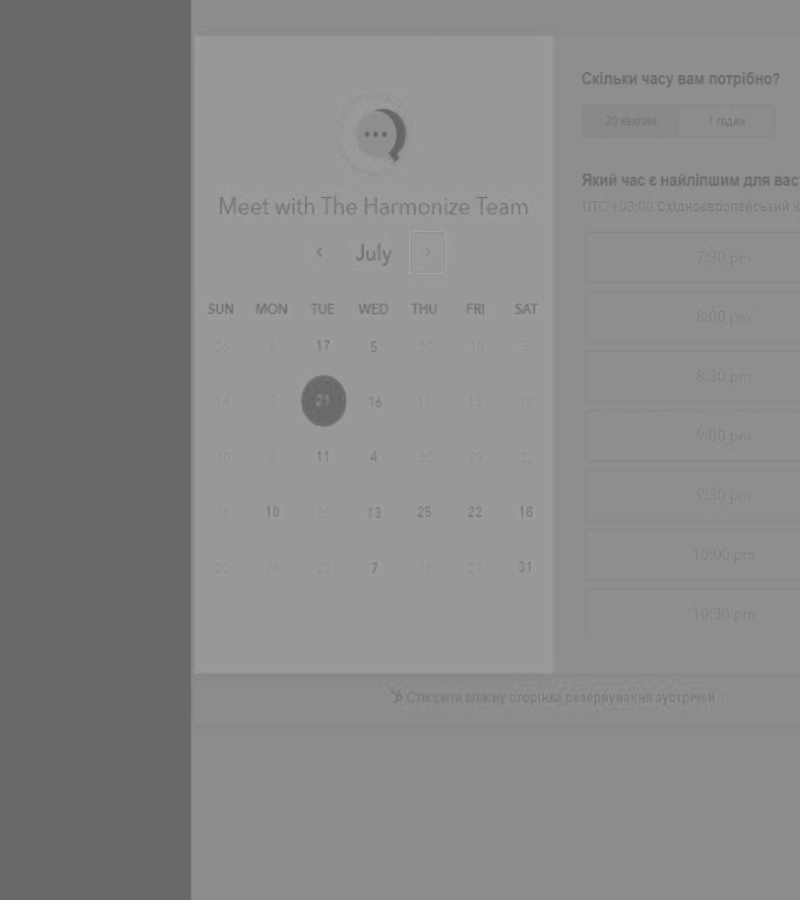 Meet with The Harmonize Team
July
SUN MON TUE WED THU FRI SAT
26 6 17 5 30 10 5
14 2 21 16 11 12 18
10 8 11 4 30 29 22
16 10 30 13 25 22 18
20 28 22 7 16 27 31
Скільки часу вам потрібно?
30 хвилин 1 годин
Який час є найліпшим для вас
UTC +03:00 Східноєвропейський ч
7:30 pm
8:00 pm
8:30 pm
9:00 pm
9:30 pm
10:00 pm
10:30 pm
Створити власну сторінка резервування зустрічей